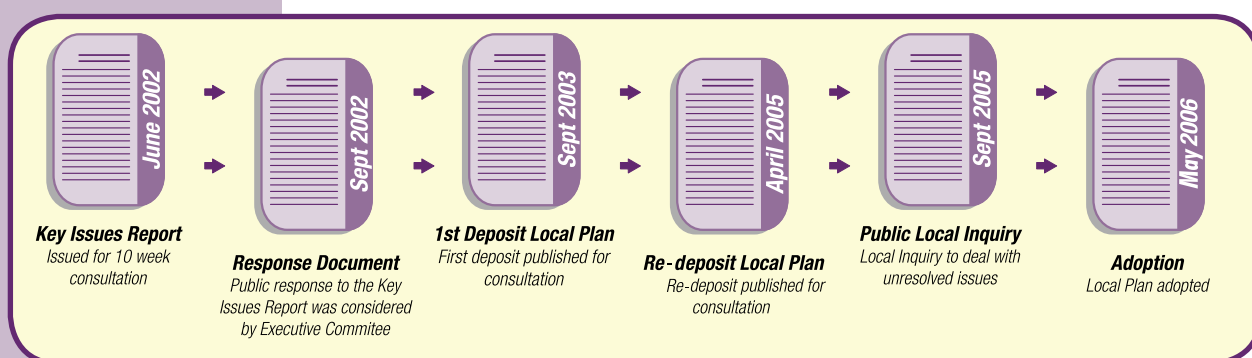 June 2002
Key Issues Report
Issued for 10 week
consultation
Sept 2002
Response Document
Public response to the Key
Issues Report was considered
by Executive Commitee
Sept 2003
1st Deposit Local Plan
First deposit published for
consultation
April 2005
Re-deposit Local Plan
Re-deposit published for
consultation
Sept 2005
Public Local Inquiry
Local Inquiry to deal with
unresolved issues
May 2006
Adoption
Local Plan adopted